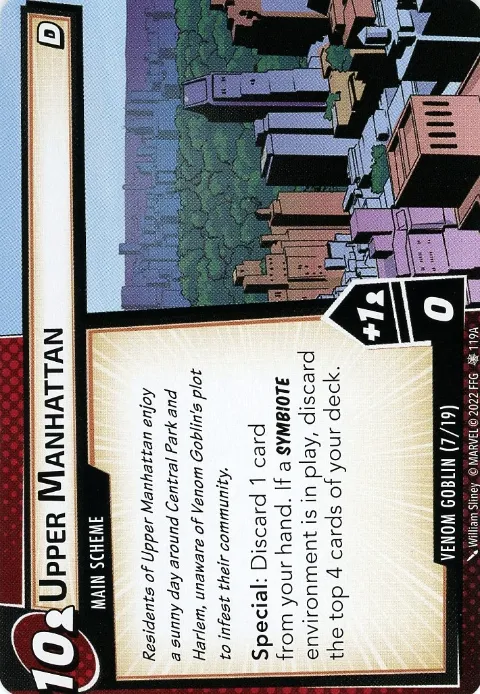 10
UPPER MANHATTAN
D
MAIN SCHEME
Residents of Upper Manhattan enjoy
a sunny day around Central Park and
Harlem, unaware of Venom Goblin's plot
to infest their community.
Special: Discard 1 card
from your hand. If a SYMBIOTE
environment is in play, discard
the top 4 cards of your deck.
+1
0
VENOM GOBLIN (7/19)
William Sliney © MARVEL © 2022 FFG 119A